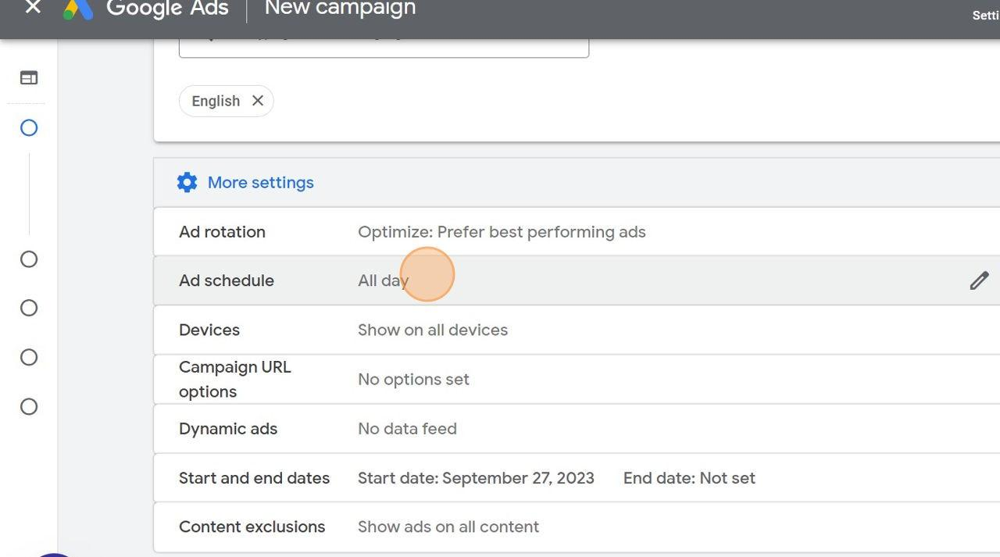 Google Ads New campaign
Setti
English
More settings
Ad rotation Optimize: Prefer best performing ads
Ad schedule All day
Devices Show on all devices
Campaign URL
options No options set
Dynamic ads No data feed
Start and end dates Start date: September 27, 2023 End date: Not set
Content exclusions Show ads on all content